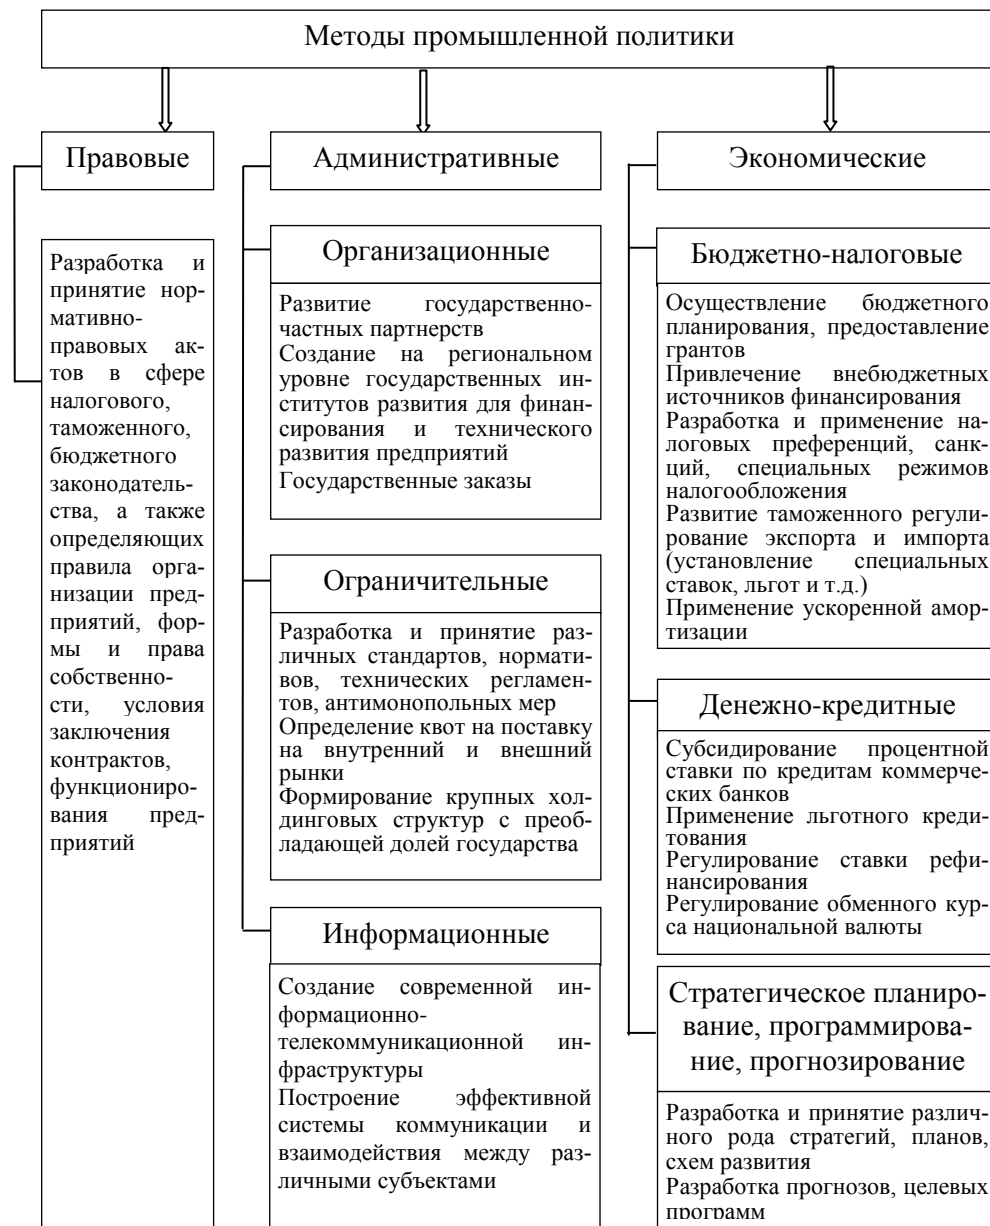 Методы промышленной политики
Правовые
Разработка и
принятие нор-
мативно-
правовых ак-
тов в сфере
налогового,
таможенного,
бюджетного
законодатель-
ства, а также
определяющих
правила орга-
низации пред-
приятий, фор-
мы и права
собственно-
сти, условия
заключения
контрактов,
функциониро-
вания пред-
приятий
Административные
Организационные
Развитие государственно-
частных партнерств
Создание на региональном
уровне государственных ин-
ститутов развития для финан-
сирования и технического
развития предприятий
Государственные заказы
Ограничительные
Разработка и принятие раз-
личных стандартов, нормати-
вов, технических регламен-
тов, антимонопольных мер
Определение квот на поставку
на внутренний и внешний
рынки
Формирование крупных хол-
динговых структур с преоб-
ладающей долей государства
Информационные
Создание современной ин-
формационно-
телекоммуникационной ин-
фраструктуры
Построение эффективной
системы коммуникации и
взаимодействия между раз-
личными субъектами
Экономические
Бюджетно-налоговые
Осуществление бюджетного
планирования, предоставление
грантов
Привлечение внебюджетных
источников финансирования
Разработка и применение на-
логовых преференций, санк-
ций, специальных режимов
налогообложения
Развитие таможенного регули-
рование экспорта и импорта
(установление специальных
ставок, льгот и т.д.)
Применение ускоренной амор-
тизации
Денежно-кредитные
Субсидирование процентной
ставки по кредитам коммерче-
ских банков
Применение льготного креди-
тования
Регулирование ставки рефи-
нансирования
Регулирование обменного кур-
са национальной валюты
Стратегическое планиро-
вание, программирова-
ние, прогнозирование
Разработка и принятие различ-
ного рода стратегий, планов,
схем развития
Разработка прогнозов, целевых
программ